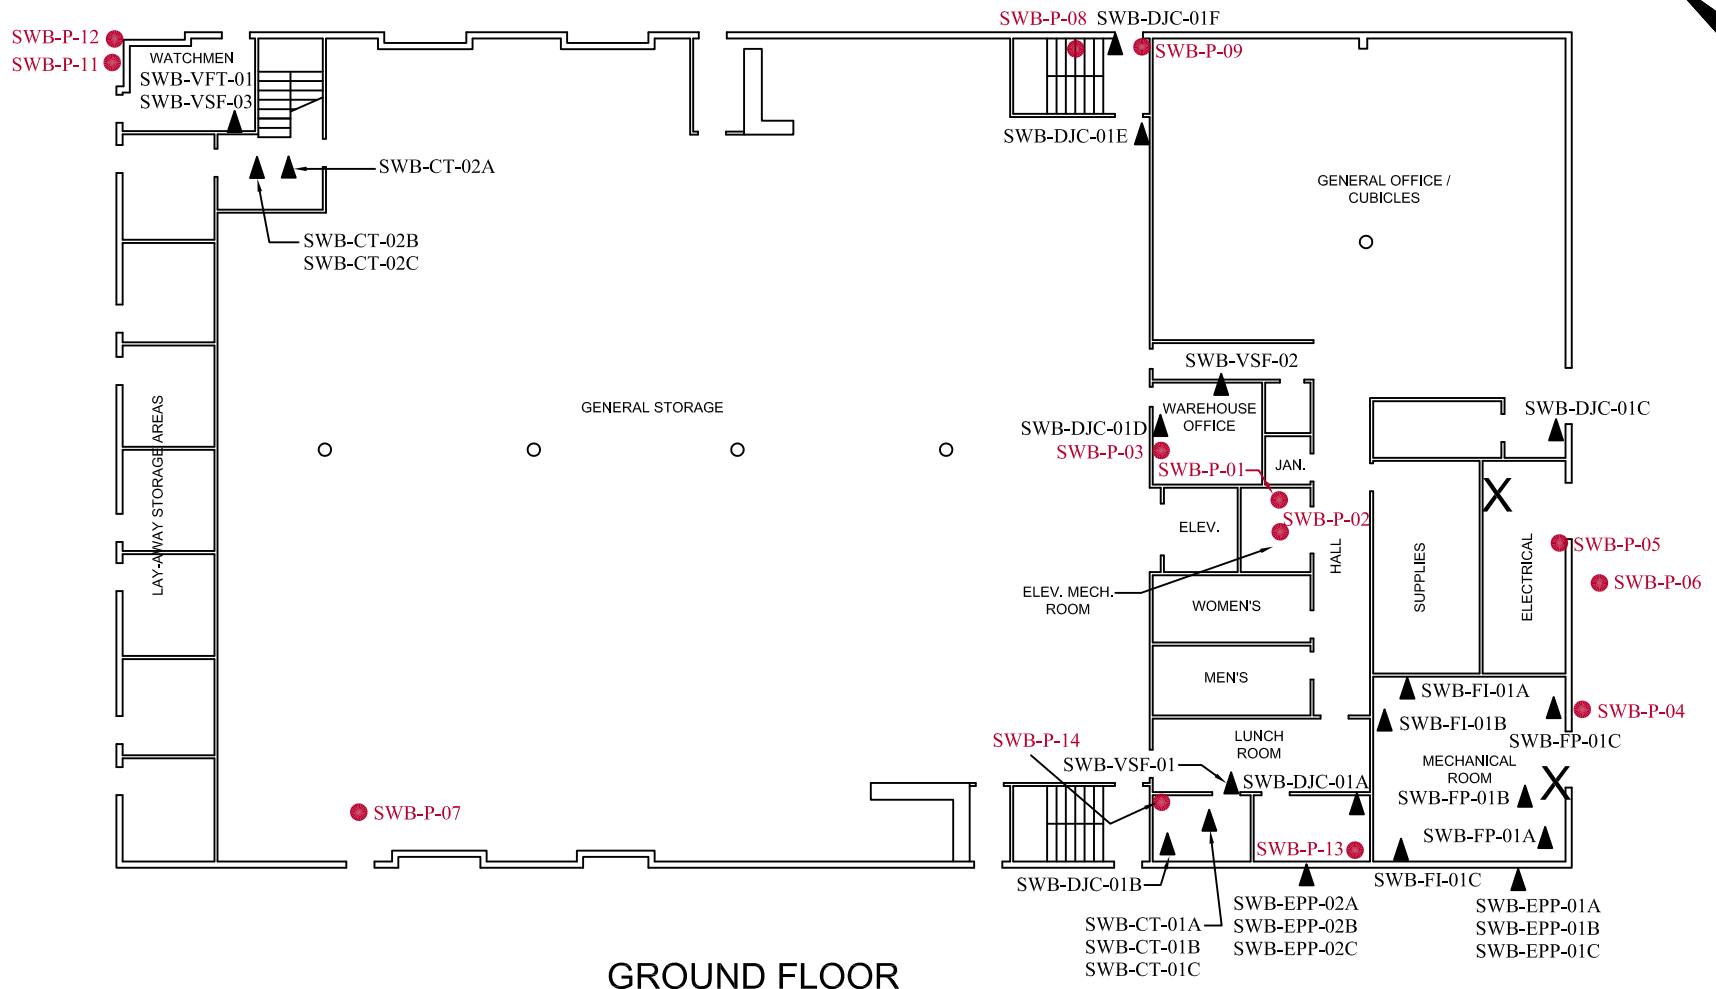 SWB-P-08 SWB-DJC-01F
SWB-P-12
SWB-P-09
SWB-P-11
WATCHMEN
SWB-VFT-01
SWB-VSF-03
SWB-DJC-01E
SWB-CT-02A
GENERAL OFFICE /
CUBICLES
SWB-CT-02B
SWB-CT-02C
SWB-VSF-02
GENERAL STORAGE
WAREHOUSE
OFFICE
SWB-DJC-01C
SWB-DJC-01D
SWB-P-03
SWB-P-01
JAN.
LAY-AWAY STORAGE AREAS
X
SWB-P-02
ELEV.
HALL
SUPPLIES
ELECTRICAL
SWB-P-05
SWB-P-06
ELEV. MECH.
ROOM
WOMEN'S
MEN'S
SWB-FI-01A
SWB-FI-01B
SWB-P-04
SWB-FP-01C
SWB-P-14
LUNCH
ROOM
SWB-VSF-01
SWB-DJC-01A
MECHANICAL
ROOM
X
SWB-FP-01B
SWB-P-07
SWB-FP-01A
SWB-P-13
SWB-DJC-01B
SWB-FI-01C
SWB-CT-01A
SWB-CT-01B
SWB-CT-01C
SWB-EPP-02A
SWB-EPP-02B
SWB-EPP-02C
SWB-EPP-01A
SWB-EPP-01B
SWB-EPP-01C
GROUND FLOOR